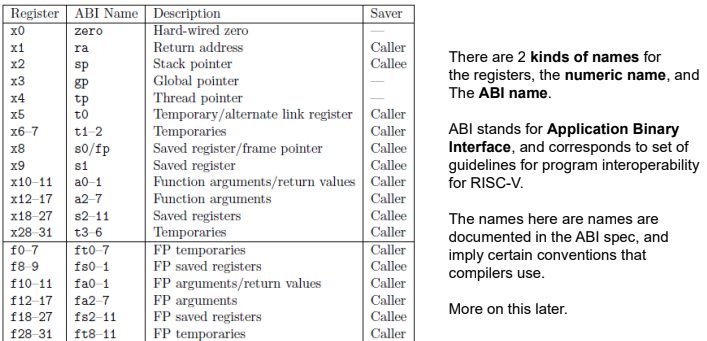 Register ABI Name Description Saver
x0 zero Hard-wired zero —
x1 ra Return address Caller
x2 sp Stack pointer Callee
x3 gp Global pointer —
x4 tp Thread pointer —
x5 t0 Temporary/alternate link register Caller
x6–7 t1–2 Temporaries Caller
x8 s0/fp Saved register/frame pointer Callee
x9 s1 Saved register Callee
x10–11 a0–1 Function arguments/return values Caller
x12–17 a2–7 Function arguments Caller
x18–27 s2–11 Saved registers Callee
x28–31 t3–6 Temporaries Caller
f0–7 ft0–7 FP temporaries Caller
f8–9 fs0–1 FP saved registers Callee
f10–11 fa0–1 FP arguments/return values Caller
f12–17 fa2–7 FP arguments Caller
f18–27 fs2–11 FP saved registers Callee
f28–31 ft8–11 FP temporaries Caller
There are 2 kinds of names for
the registers, the numeric name, and
The ABI name.
ABI stands for Application Binary
Interface, and corresponds to set of
guidelines for program interoperability
for RISC-V.
The names here are names are
documented in the ABI spec, and
imply certain conventions that
compilers use.
More on this later.